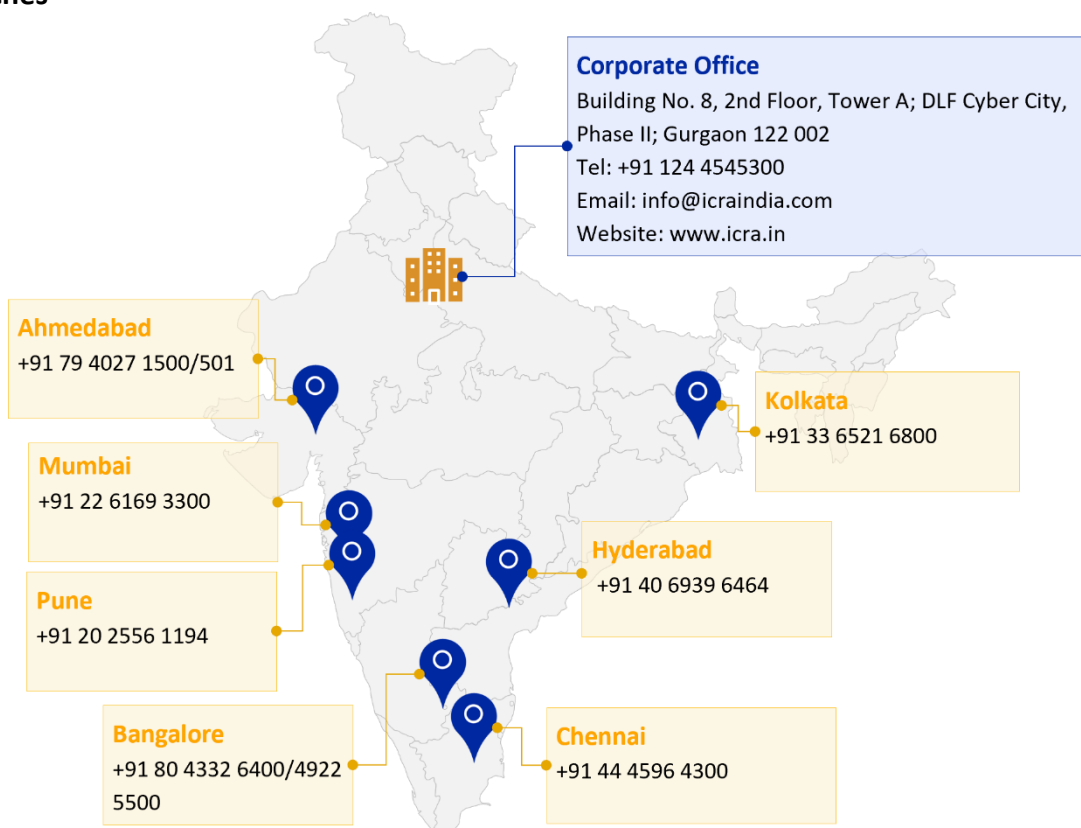 Corporate Office
Building No. 8, 2nd Floor, Tower A; DLF Cyber City,
Phase II; Gurgaon 122 002
Tel: +91 124 4545300
Email: info@icraindia.com
Website: www.icra.in
Ahmedabad
+91 79 4027 1500/501
Kolkata
+91 33 6521 6800
Mumbai
+91 22 6169 3300
Hyderabad
+91 40 6939 6464
Pune
+91 20 2556 1194
Bangalore
+91 80 4332 6400/4922
5500
Chennai
+91 44 4596 4300